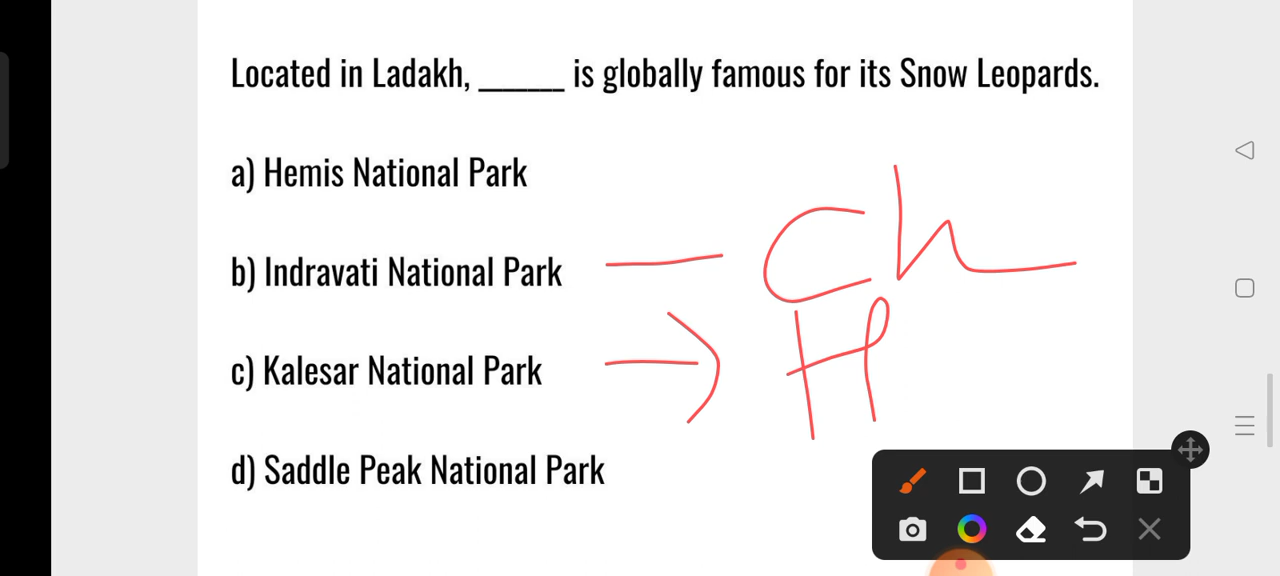 Located in Ladakh, ______ is globally famous for its Snow Leopards.
a) Hemis National Park
b) Indravati National Park — Ch
c) Kalesar National Park → H
d) Saddle Peak National Park